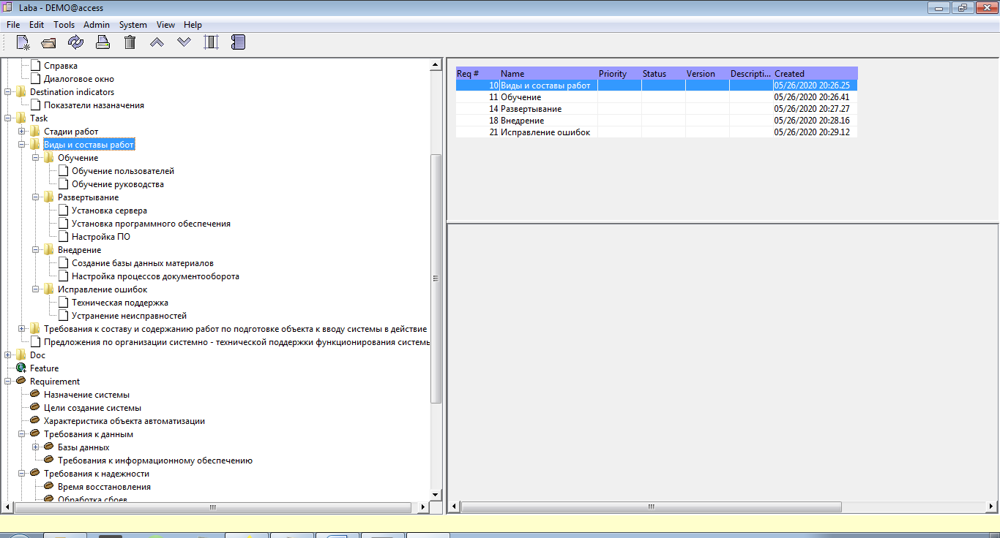 Laba - DEMO@access
File Edit Tools Admin System View Help
Справка
Диалоговое окно
Destination indicators
Показатели назаначения
Task
Стадии работ
Виды и составы работ
Обучение
Обучение пользователей
Обучение руководства
Развертывание
Установка сервера
Установка программного обеспечения
Настройка ПО
Внедрение
Создание базы данных материалов
Настройка процессов документооборота
Исправление ошибок
Техническая поддержка
Устранение неисправностей
Требования к составу и содержанию работ по подготовке объекта к вводу системы в действие
Предложения по организации системно - технической поддержки функционирования системы
Doc
Feature
Requirement
Назначение системы
Цели создание системы
Характеристика объекта автоматизации
Требования к данным
Базы данных
Требования к информационному обеспечению
Требования к надежности
Время восстановления
Обработка сбоев
Req # Name Priority Status Version Descripti... Created
10 Виды и составы работ 05/26/2020 20:26.25
11 Обучение 05/26/2020 20:26.41
14 Развертывание 05/26/2020 20:27.27
18 Внедрение 05/26/2020 20:28.16
21 Исправление ошибок 05/26/2020 20:29.12